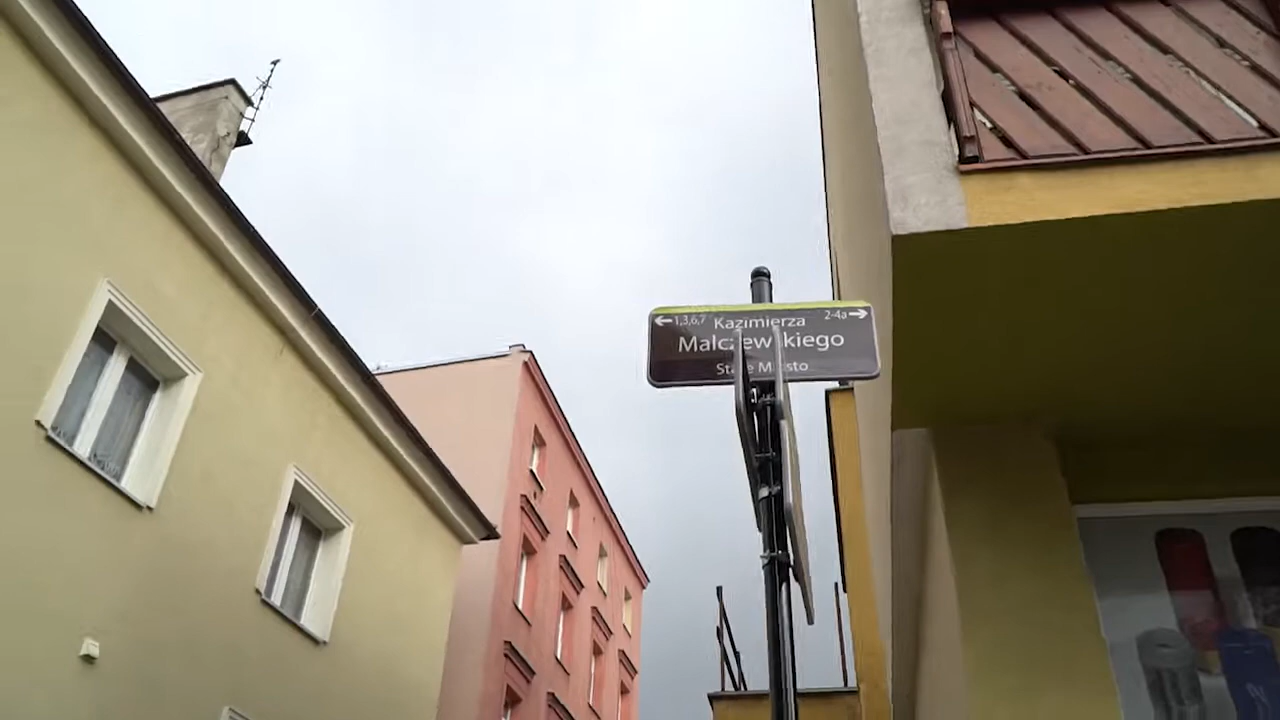 ←1,3,6,7 Kazimierza 2-4a→
Malczewskiego
Stare Miasto